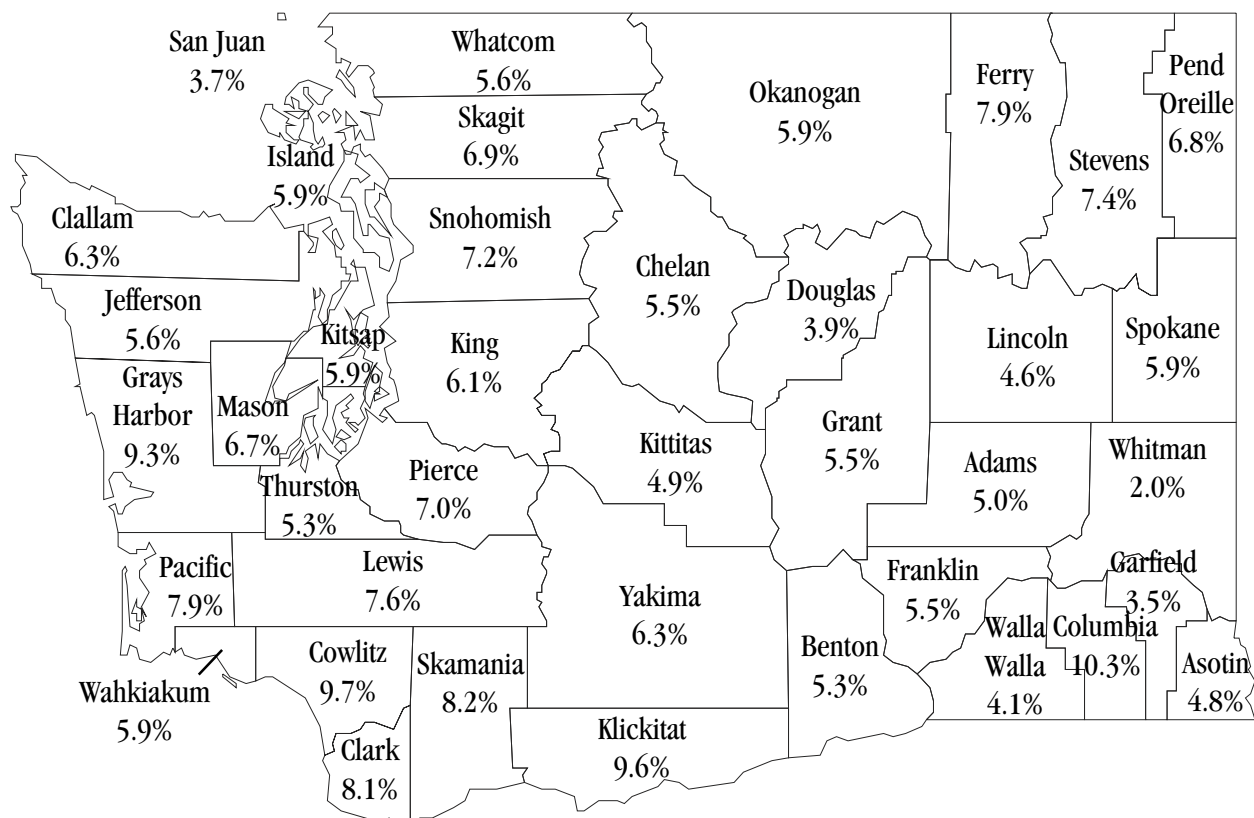 San Juan
3.7%
Whatcom
5.6%
Skagit
6.9%
Island
5.9%
Okanogan
5.9%
Ferry
7.9%
Stevens
7.4%
Pend
Oreille
6.8%
Clallam
6.3%
Snohomish
7.2%
Chelan
5.5%
Douglas
3.9%
Jefferson
5.6%
Kitsap
5.9%
King
6.1%
Lincoln
4.6%
Spokane
5.9%
Grays
Harbor
9.3%
Mason
6.7%
Thurston
5.3%
Pierce
7.0%
Kittitas
4.9%
Grant
5.5%
Adams
5.0%
Whitman
2.0%
Pacific
7.9%
Lewis
7.6%
Yakima
6.3%
Benton
5.3%
Franklin
5.5%
Walla
Walla
4.1%
Columbia
10.3%
Garfield
3.5%
Asotin
4.8%
Wahkiakum
5.9%
Cowlitz
9.7%
Skamania
8.2%
Clark
8.1%
Klickitat
9.6%